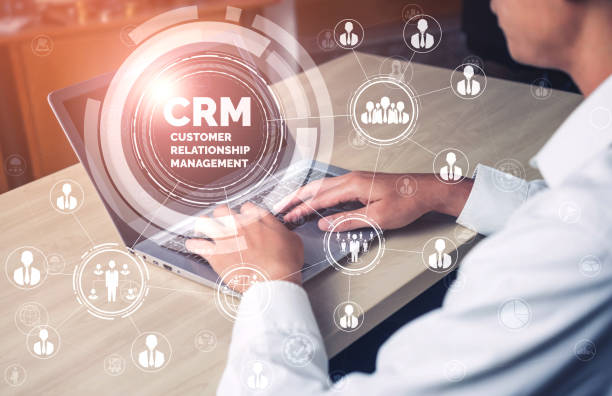 CRM
CUSTOMER
RELATIONSHIP
MANAGEMENT